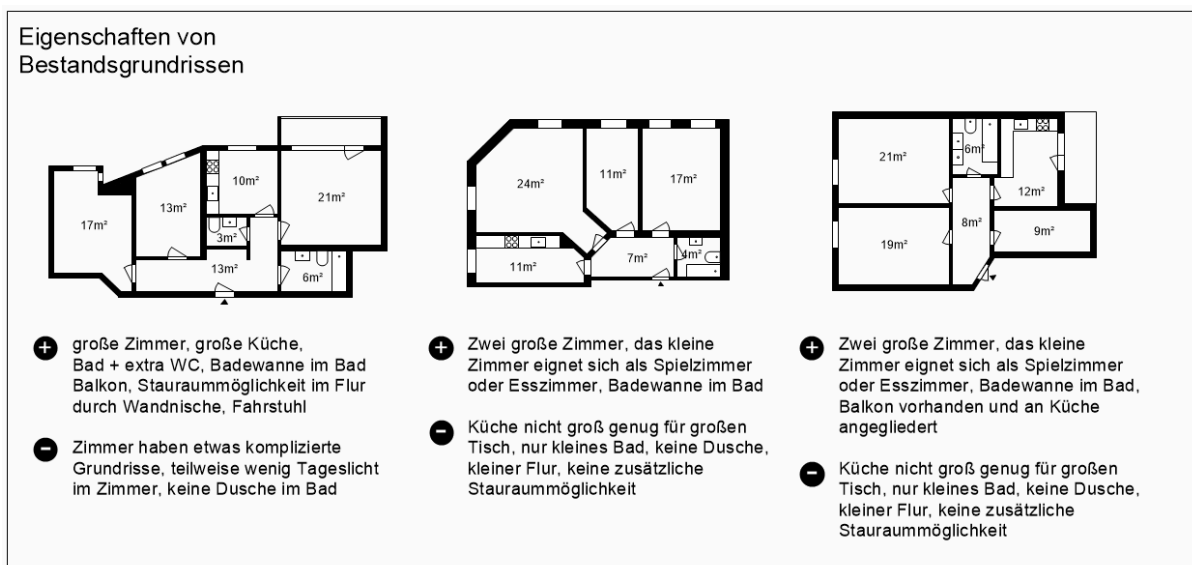 Eigenschaften von
Bestandsgrundrissen
17m²
13m²
10m²
3m²
13m²
21m²
6m²
24m²
11m²
17m²
11m²
7m²
4m²
21m²
6m²
12m²
8m²
19m²
9m²
+
große Zimmer, große Küche,
Bad + extra WC, Badewanne im Bad
Balkon, Stauraummöglichkeit im Flur
durch Wandnische, Fahrstuhl
-
Zimmer haben etwas komplizierte
Grundrisse, teilweise wenig Tageslicht
im Zimmer, keine Dusche im Bad
+
Zwei große Zimmer, das kleine
Zimmer eignet sich als Spielzimmer
oder Esszimmer, Badewanne im Bad
-
Küche nicht groß genug für großen
Tisch, nur kleines Bad, keine Dusche,
kleiner Flur, keine zusätzliche
Stauraummöglichkeit
+
Zwei große Zimmer, das kleine
Zimmer eignet sich als Spielzimmer
oder Esszimmer, Badewanne im Bad,
Balkon vorhanden und an Küche
angegliedert
-
Küche nicht groß genug für großen
Tisch, nur kleines Bad, keine Dusche,
kleiner Flur, keine zusätzliche
Stauraummöglichkeit